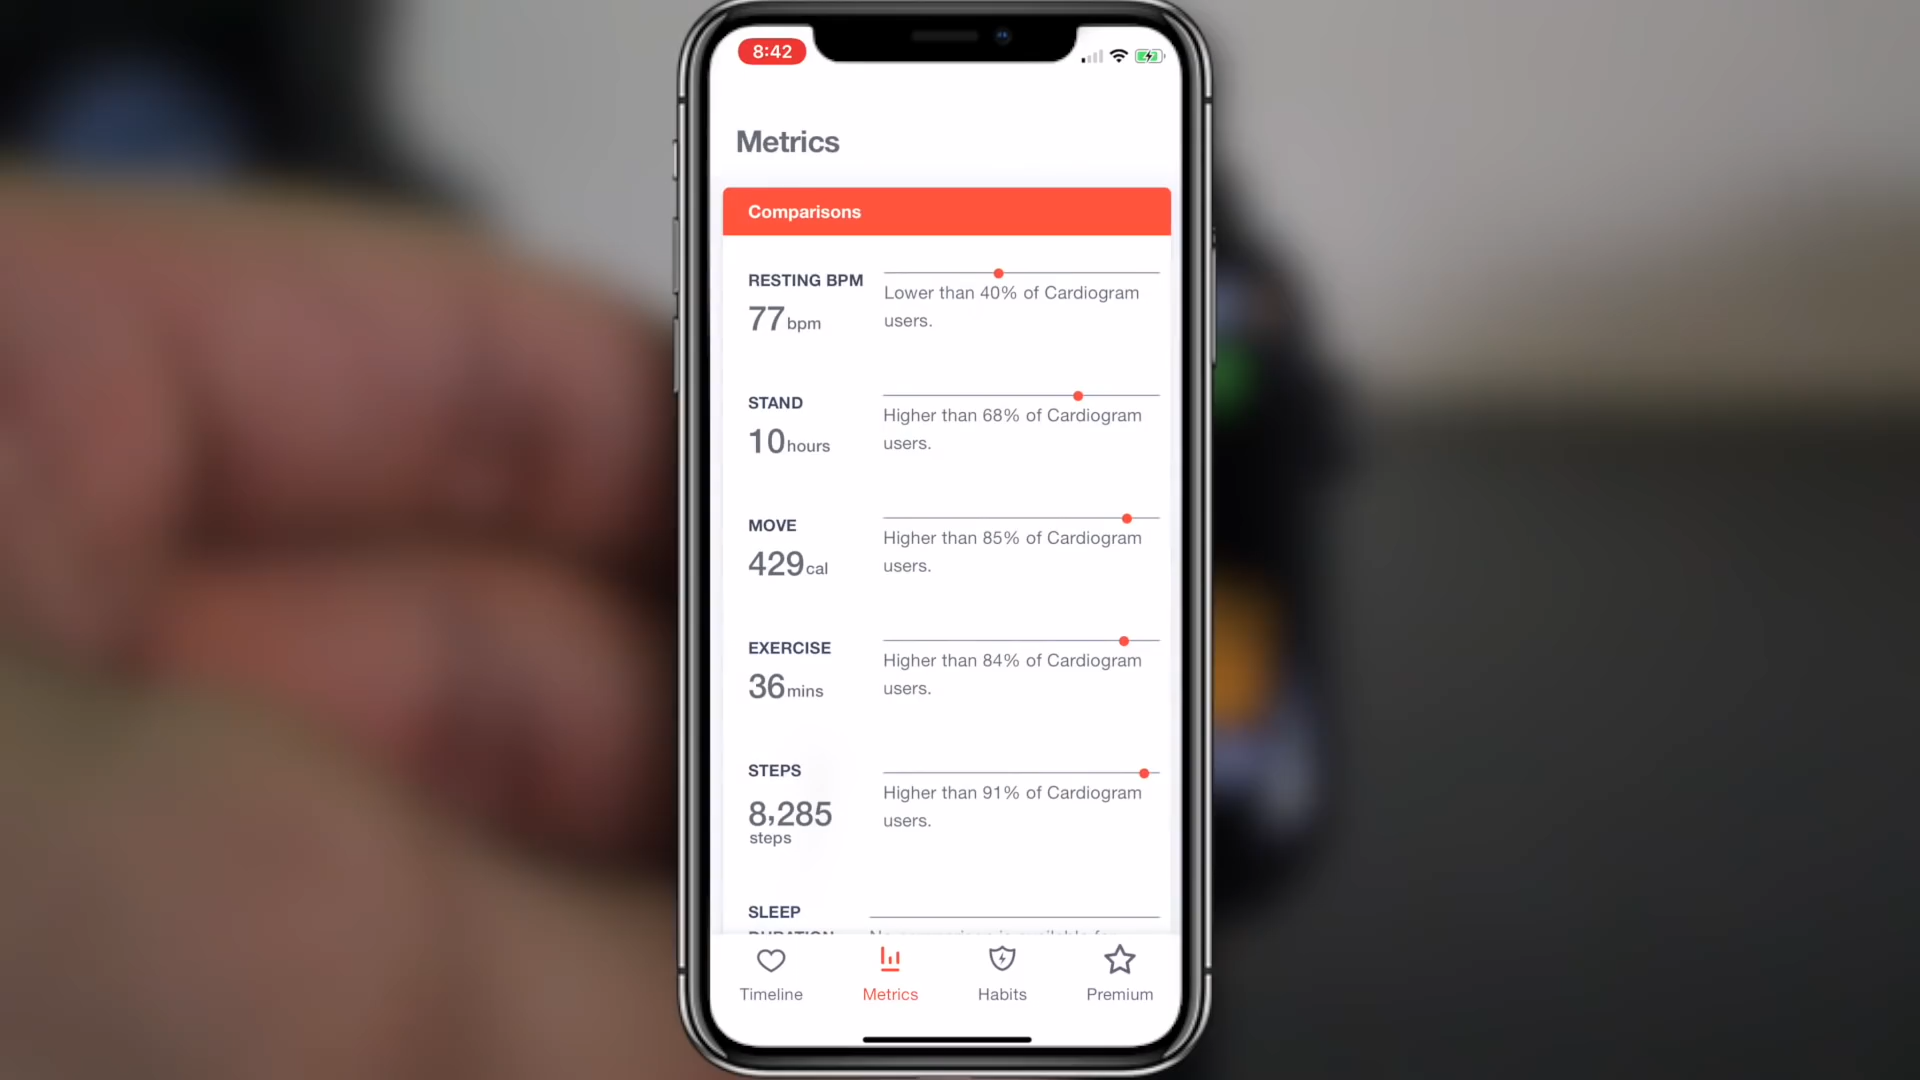 8:42
Metrics
Comparisons
RESTING BPM
77 bpm
Lower than 40% of Cardiogram
users.
STAND
10 hours
Higher than 68% of Cardiogram
users.
MOVE
429 cal
Higher than 85% of Cardiogram
users.
EXERCISE
36 mins
Higher than 84% of Cardiogram
users.
STEPS
8,285
steps
Higher than 91% of Cardiogram
users.
SLEEP
Timeline
Metrics
Habits
Premium